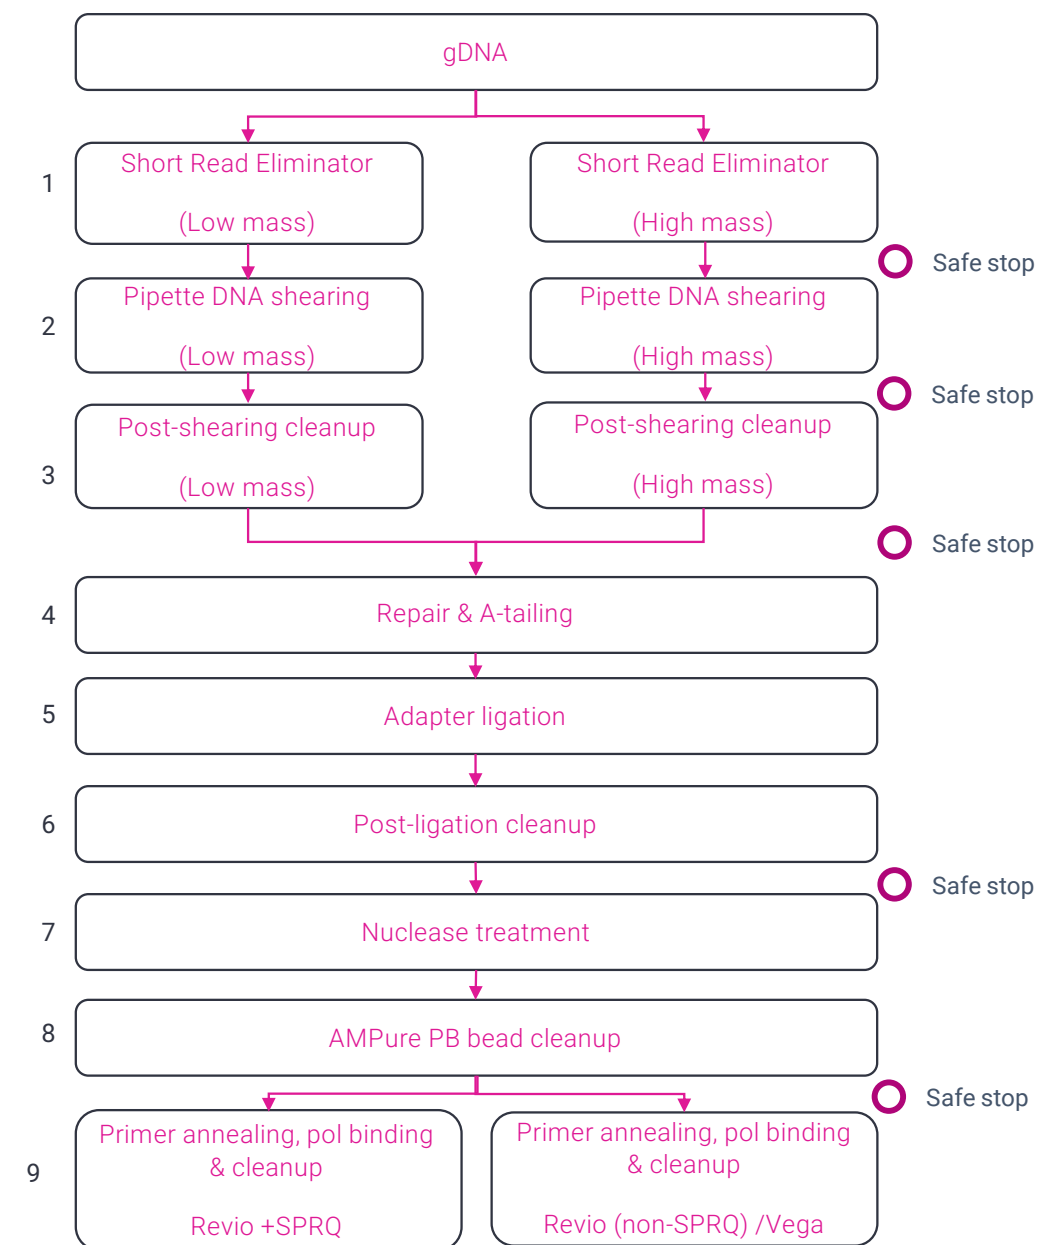 gDNA
1
Short Read Eliminator
(Low mass)
Short Read Eliminator
(High mass)
Safe stop
2
Pipette DNA shearing
(Low mass)
Pipette DNA shearing
(High mass)
Safe stop
3
Post-shearing cleanup
(Low mass)
Post-shearing cleanup
(High mass)
Safe stop
4
Repair & A-tailing
5
Adapter ligation
6
Post-ligation cleanup
Safe stop
7
Nuclease treatment
8
AMPure PB bead cleanup
Safe stop
9
Primer annealing, pol binding
& cleanup
Revio +SPRQ
Primer annealing, pol binding
& cleanup
Revio (non-SPRQ) /Vega